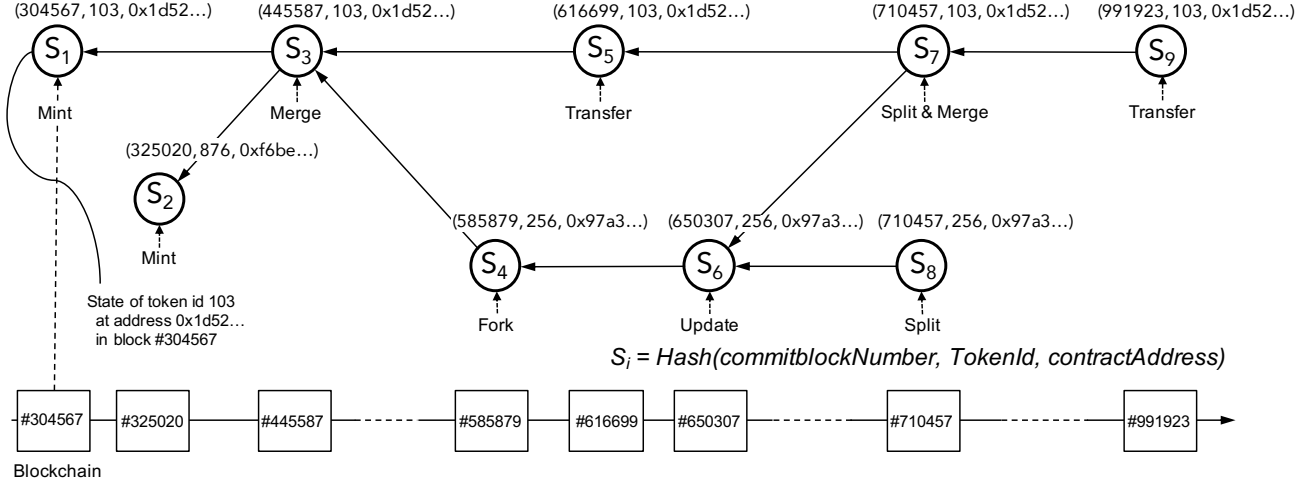 (304567, 103, 0x1d52...)
(445587, 103, 0x1d52...)
(616699, 103, 0x1d52...)
(710457, 103, 0x1d52...)
(991923, 103, 0x1d52...)
S1
S3
S5
S7
S9
Mint
Merge
Transfer
Split & Merge
Transfer
(325020, 876, 0xf6be...)
S2
Mint
(585879, 256, 0x97a3...)
(650307, 256, 0x97a3...)
(710457, 256, 0x97a3...)
S4
S6
S8
Fork
Update
Split
State of token id 103
at address 0x1d52...
in block #304567
Si = Hash(commitblockNumber, TokenId, contractAddress)
#304567
#325020
#445587
#585879
#616699
#650307
#710457
#991923
Blockchain